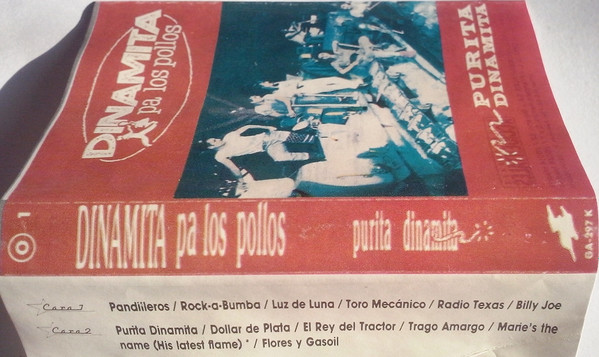 DINAMITA
pa los pollos
PURITA
DINAMITA
1
DINAMITA pa los pollos
purita dinamita
GA-297 K
Cara 1
Pandiileros / Rock-a-Bumba / Luz de Luna / Toro Mecánico / Radio Texas / Billy Joe
Cara 2
Purita Dinamita / Dollar de Plata / El Rey del Tractor / Trago Amargo / Marie's the
name (His latest flame) * / Flores y Gasoil